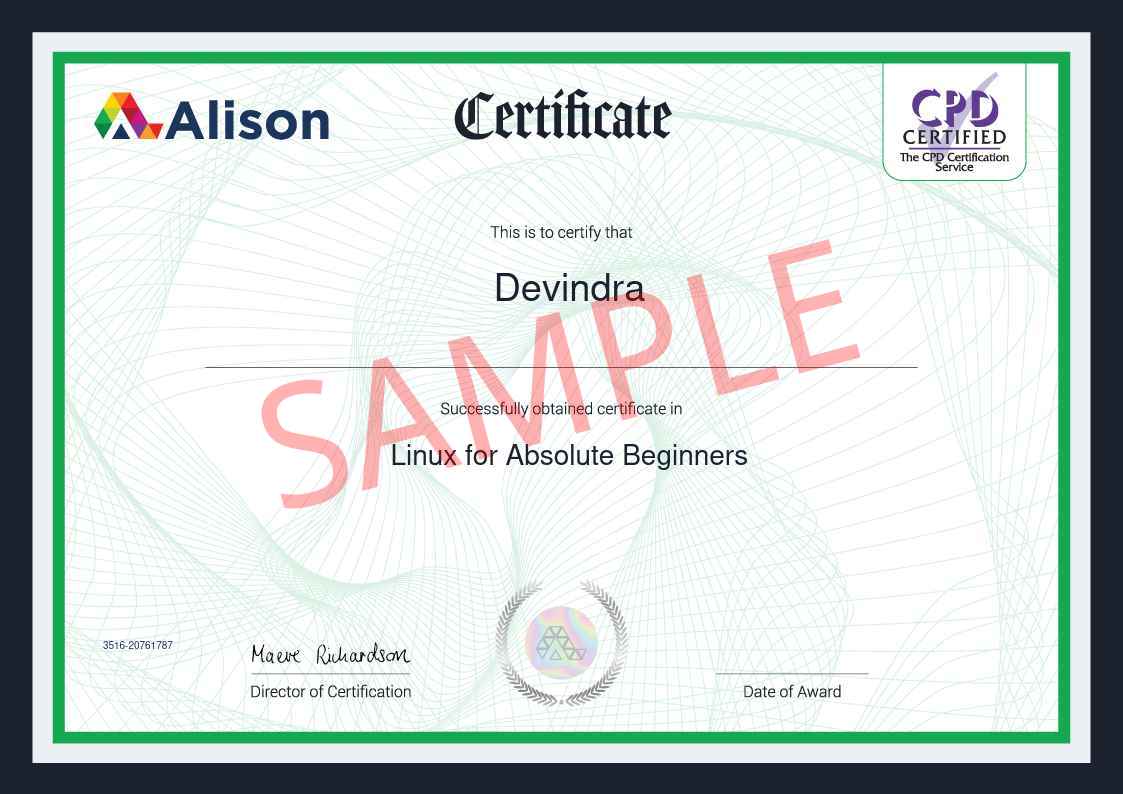 Alison
Certificate
CPD
CERTIFIED
The CPD Certification
Service
This is to certify that
Devindra
SAMPLE
Successfully obtained certificate in
Linux for Absolute Beginners
3516-20761787
Maeve Richardson
Director of Certification
Date of Award